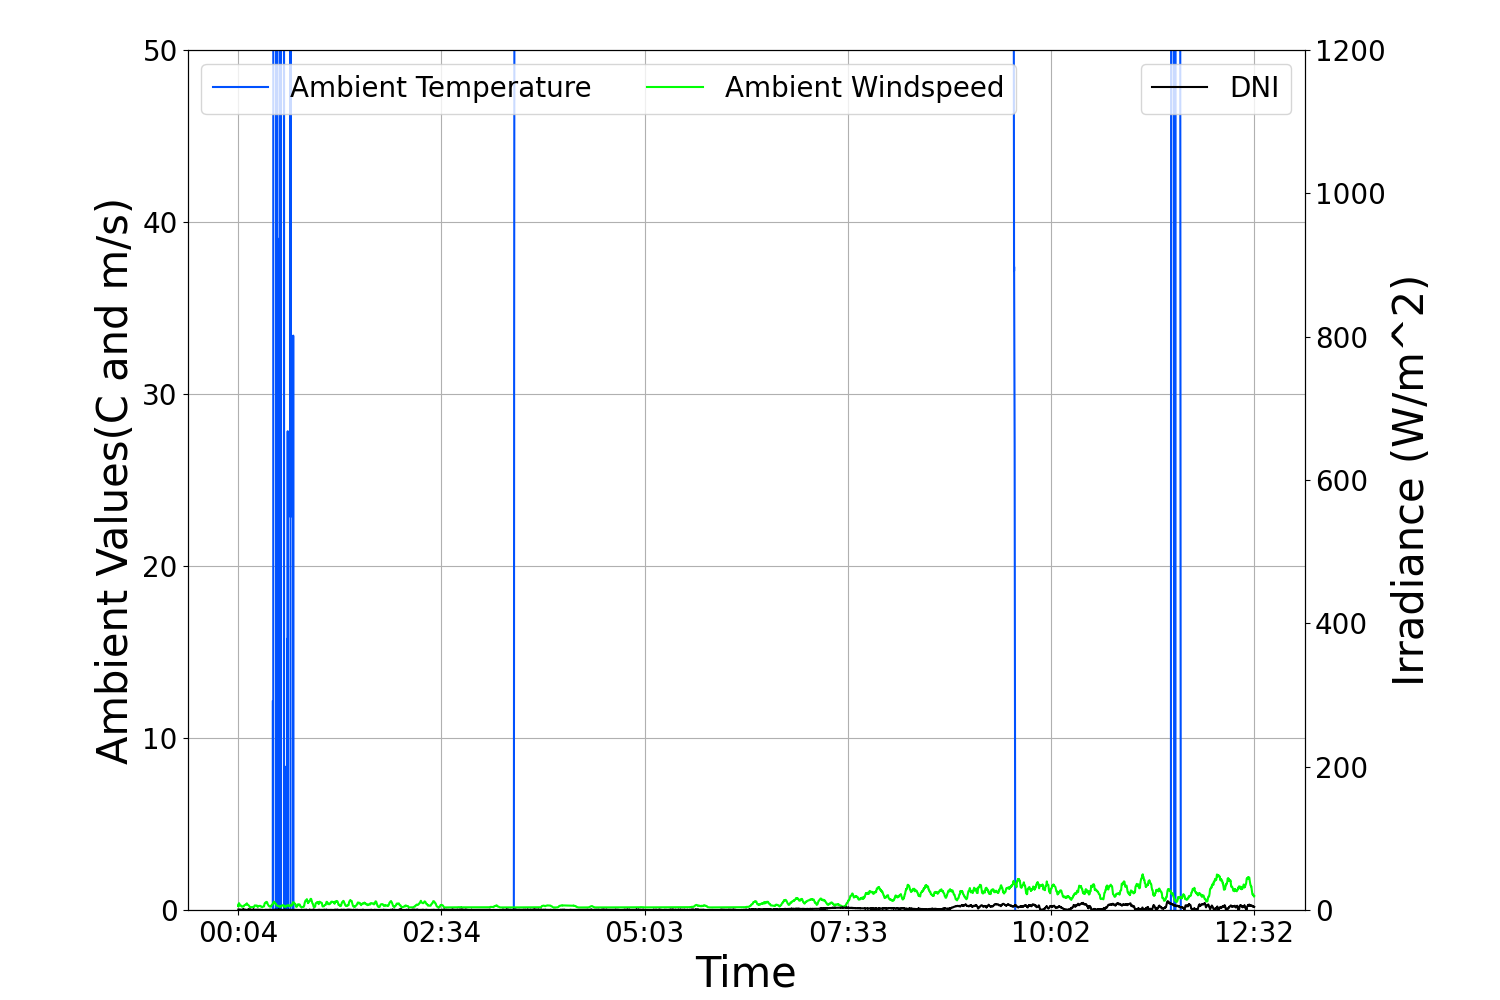 Ambient Temperature
Ambient Windspeed
DNI
Ambient Values(C and m/s)
50
40
30
20
10
0
1200
1000
800
600
400
200
0
Irradiance (W/m^2)
00:04 02:34 05:03 07:33 10:02 12:32
Time